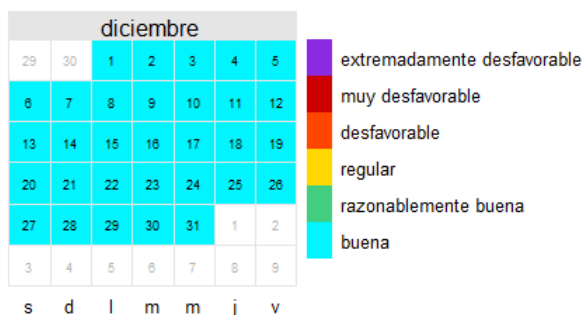 diciembre
29 30 1 2 3 4 5
6 7 8 9 10 11 12
13 14 15 16 17 18 19
20 21 22 23 24 25 26
27 28 29 30 31 1 2
3 4 5 6 7 8 9
s d l m m j v
extremadamente desfavorable
muy desfavorable
desfavorable
regular
razonablemente buena
buena